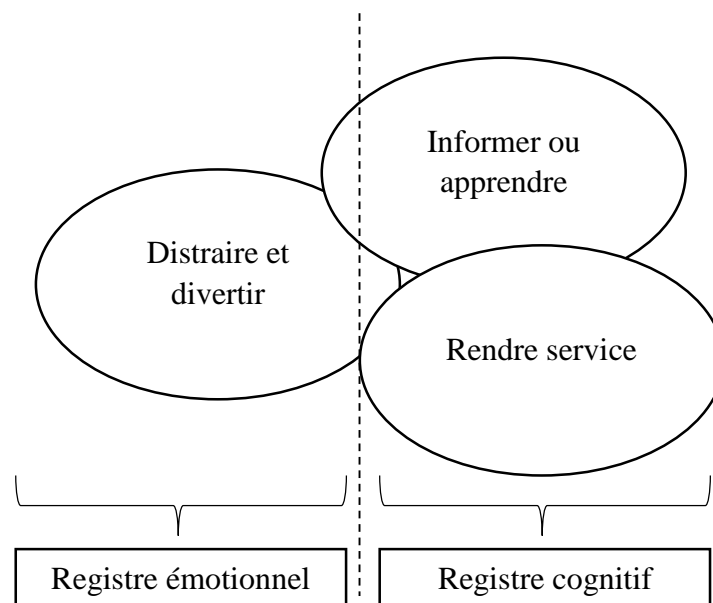 Informer ou
apprendre
Distraire et
divertir
Rendre service
Registre émotionnel
Registre cognitif